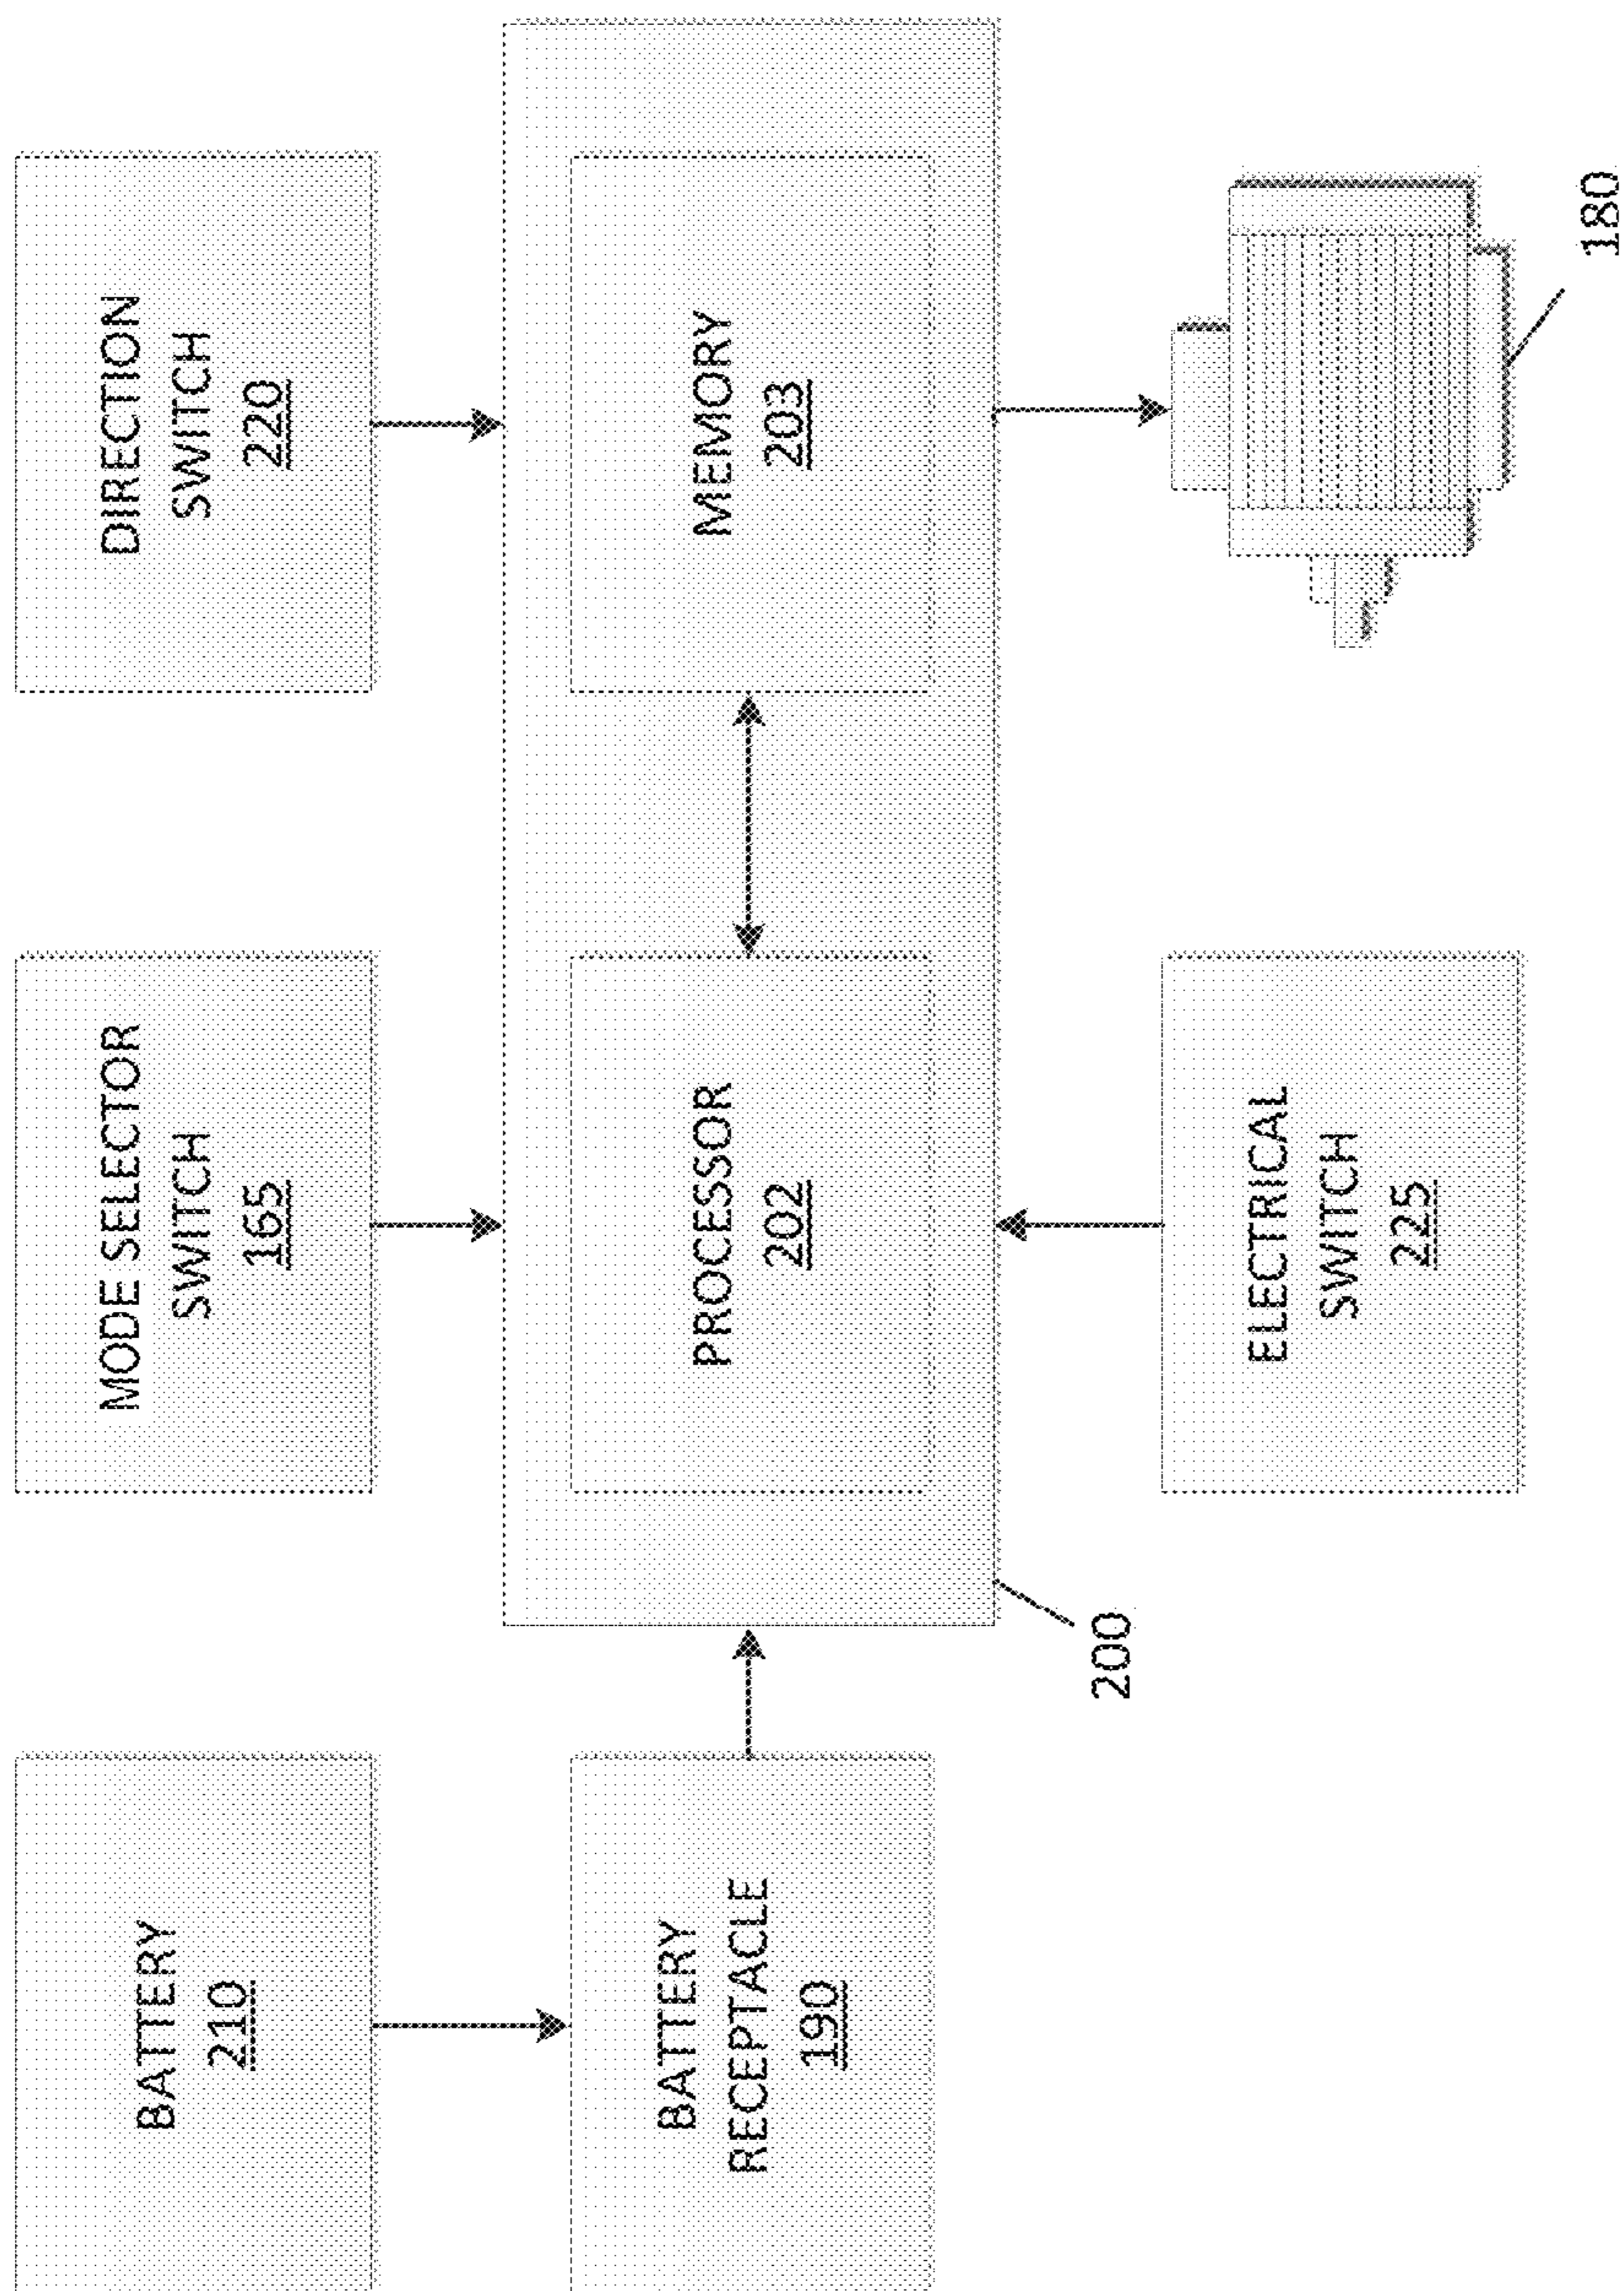 BATTERY
210
MODE SELECTOR
SWITCH
165
DIRECTION
SWITCH
220
BATTERY
RECEPTACLE
190
PROCESSOR
202
MEMORY
203
200
ELECTRICAL
SWITCH
225
180